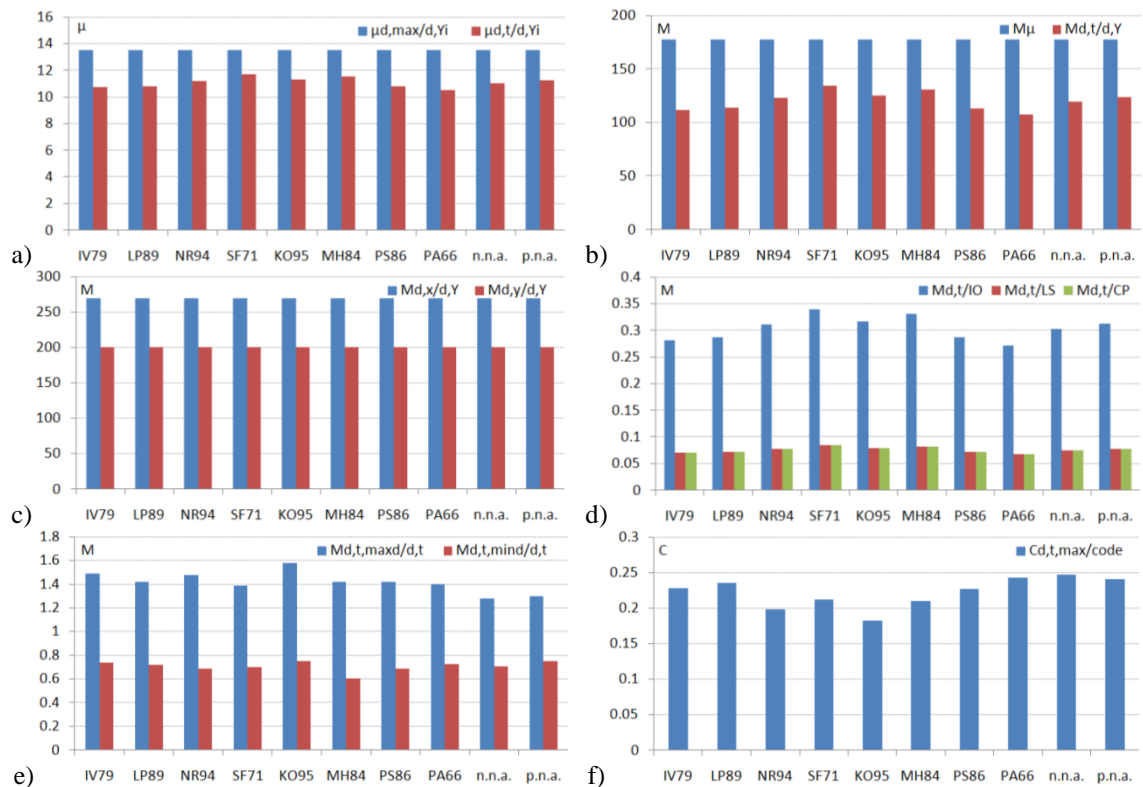 µ
µd,max/d,Yi µd,t/d,Yi
16
14
12
10
8
6
4
2
0
IV79 LP89 NR94 SF71 KO95 MH84 PS86 PA66 n.n.a. p.n.a.
a)
M
Mµ Md,t/d,Y
200
150
100
50
0
IV79 LP89 NR94 SF71 KO95 MH84 PS86 PA66 n.n.a. p.n.a.
b)
M
Md,x/d,Y Md,y/d,Y
300
250
200
150
100
50
0
IV79 LP89 NR94 SF71 KO95 MH84 PS86 PA66 n.n.a. p.n.a.
c)
M
Md,t/IO Md,t/LS Md,t/CP
0.4
0.35
0.3
0.25
0.2
0.15
0.1
0.05
0
IV79 LP89 NR94 SF71 KO95 MH84 PS86 PA66 n.n.a. p.n.a.
d)
M
Md,t,maxd/d,t Md,t,mind/d,t
1.8
1.6
1.4
1.2
1
0.8
0.6
0.4
0.2
0
IV79 LP89 NR94 SF71 KO95 MH84 PS86 PA66 n.n.a. p.n.a.
e)
C
Cd,t,max/code
0.3
0.25
0.2
0.15
0.1
0.05
0
IV79 LP89 NR94 SF71 KO95 MH84 PS86 PA66 n.n.a. p.n.a.
f)